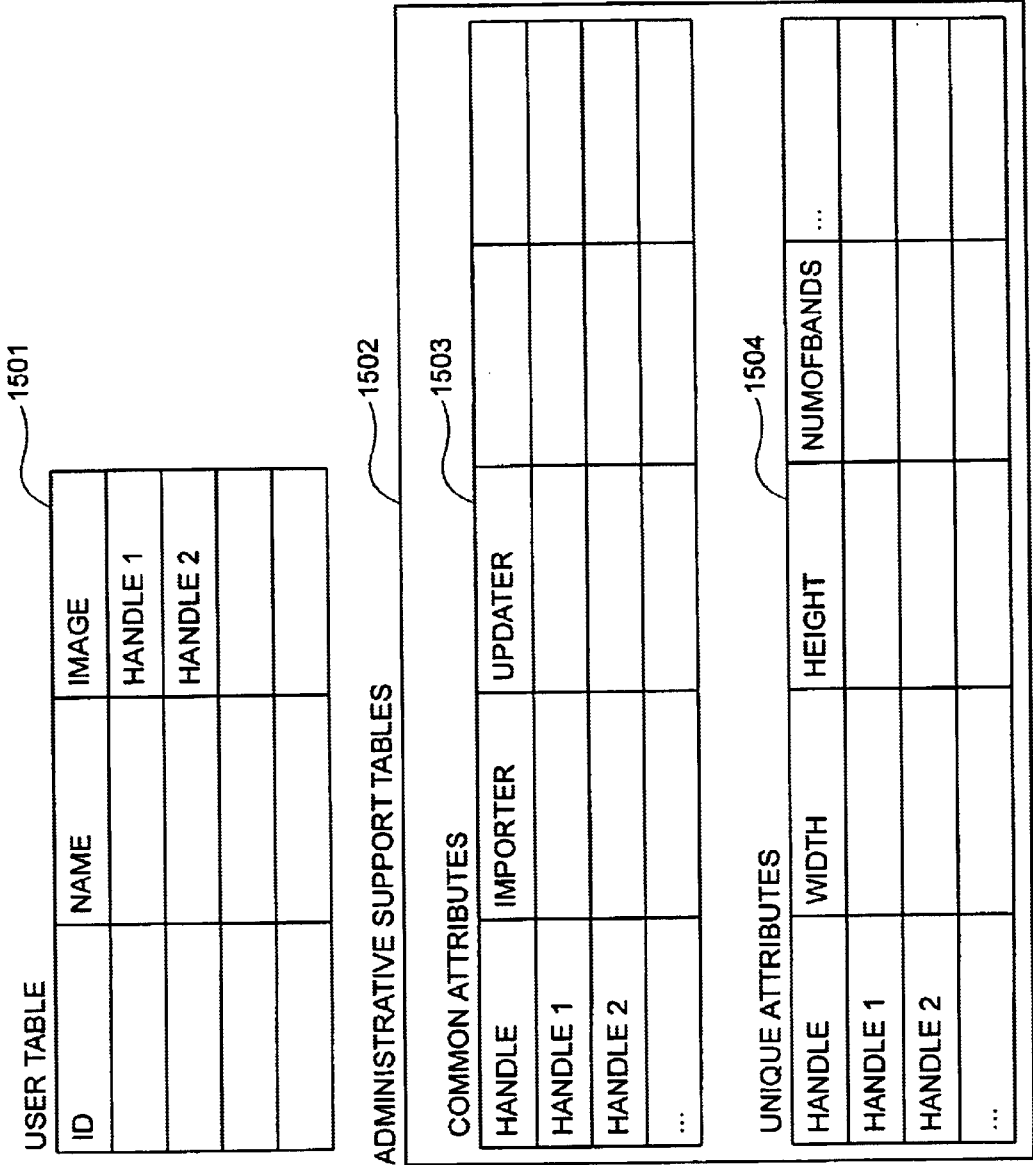 USER TABLE
1501
ID NAME IMAGE
HANDLE 1
HANDLE 2
ADMINISTRATIVE SUPPORT TABLES
1502
COMMON ATTRIBUTES
1503
HANDLE IMPORTER UPDATER
HANDLE 1
HANDLE 2
...
UNIQUE ATTRIBUTES
1504
HANDLE WIDTH HEIGHT NUMOFBANDS ...
HANDLE 1
HANDLE 2
...